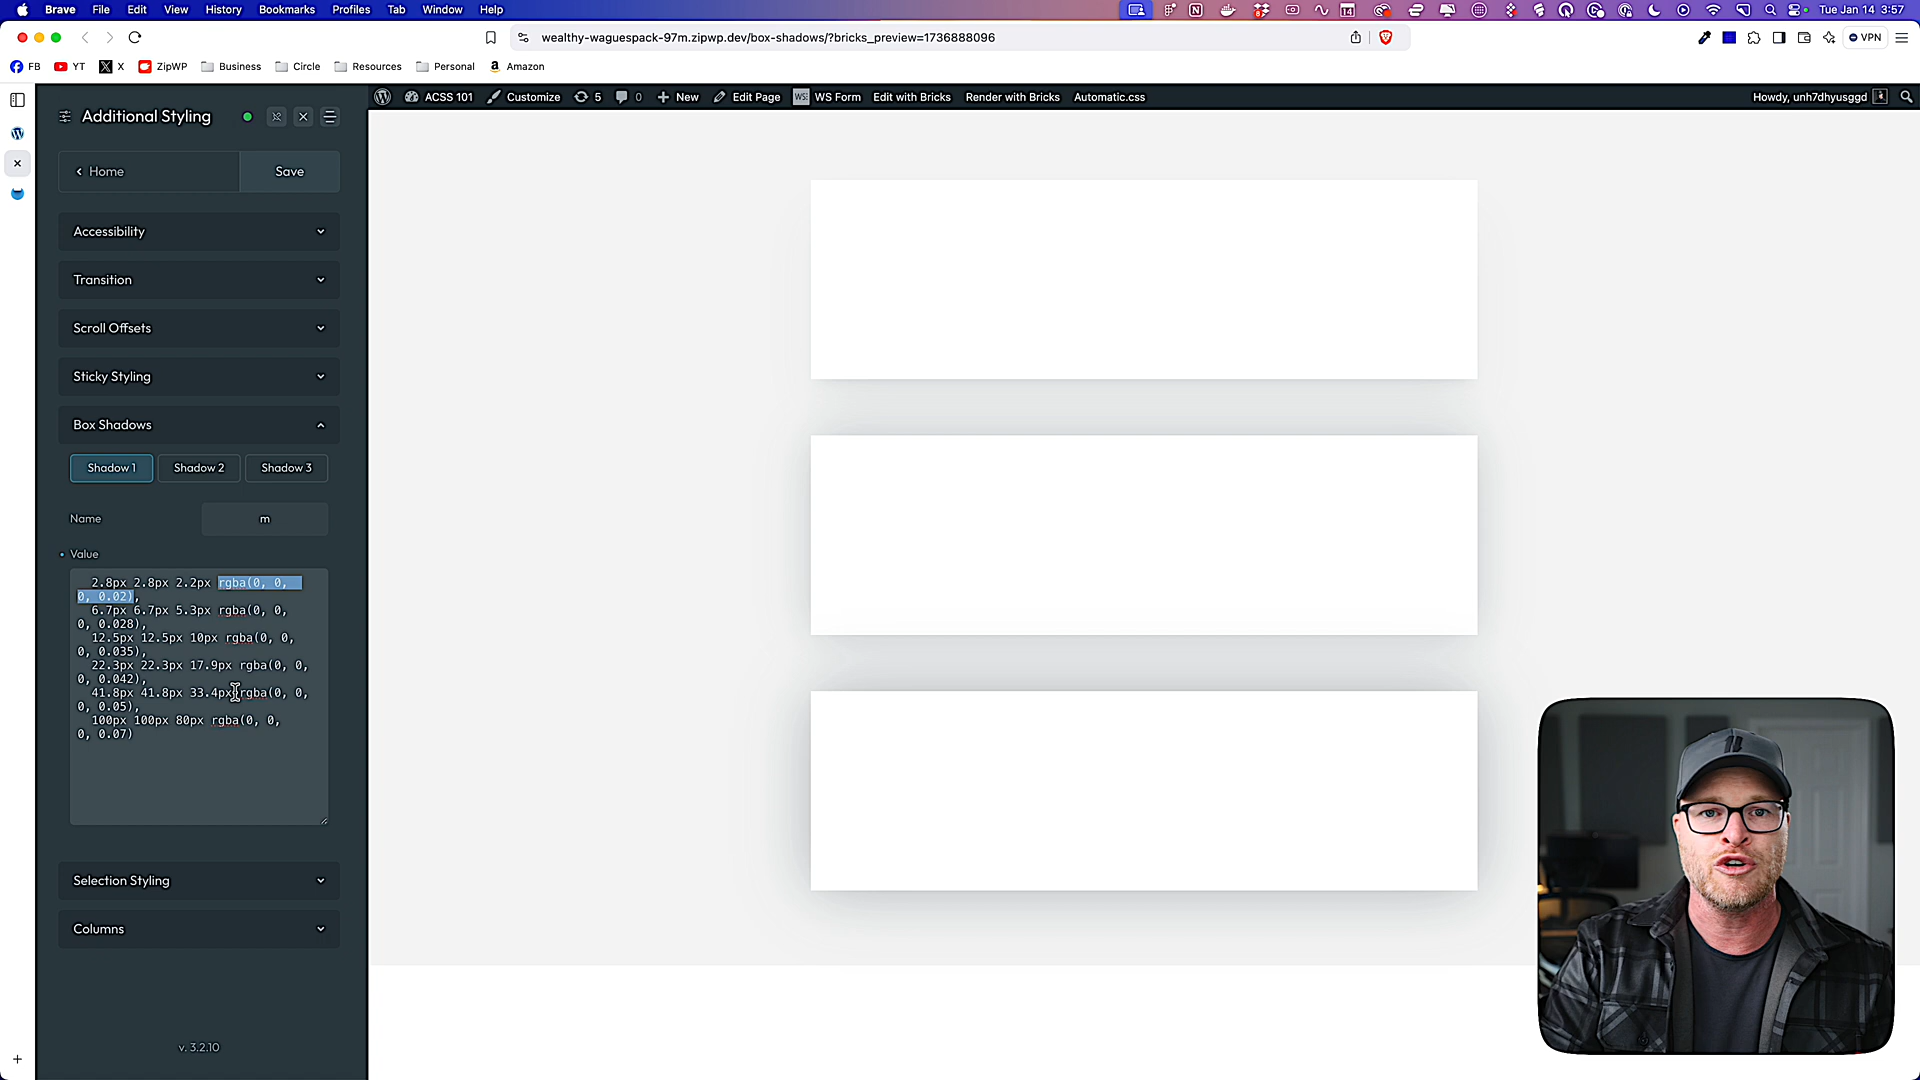 Brave File Edit View History Bookmarks Profiles Tab Window Help
14
Tue Jan 14 3:57
wealthy-waguespack-97m.zipwp.dev/box-shadows/?bricks_preview=1736888096
VPN
FB YT X ZipWP Business Circle Resources Personal Amazon
ACSS 101 Customize 5 0 New Edit Page WS Form Edit with Bricks Render with Bricks Automatic.css
Howdy, unh7dhyusggd
Additional Styling
Home
Save
Accessibility
Transition
Scroll Offsets
Sticky Styling
Box Shadows
Shadow 1 Shadow 2 Shadow 3
Name m
Value
2.8px 2.8px 2.2px rgba(0, 0,
0, 0.02),
6.7px 6.7px 5.3px rgba(0, 0,
0, 0.028),
12.5px 12.5px 10px rgba(0, 0,
0, 0.035),
22.3px 22.3px 17.9px rgba(0, 0,
0, 0.042),
41.8px 41.8px 33.4px rgba(0, 0,
0, 0.05),
100px 100px 80px rgba(0, 0,
0, 0.07)
Selection Styling
Columns
v. 3.2.10